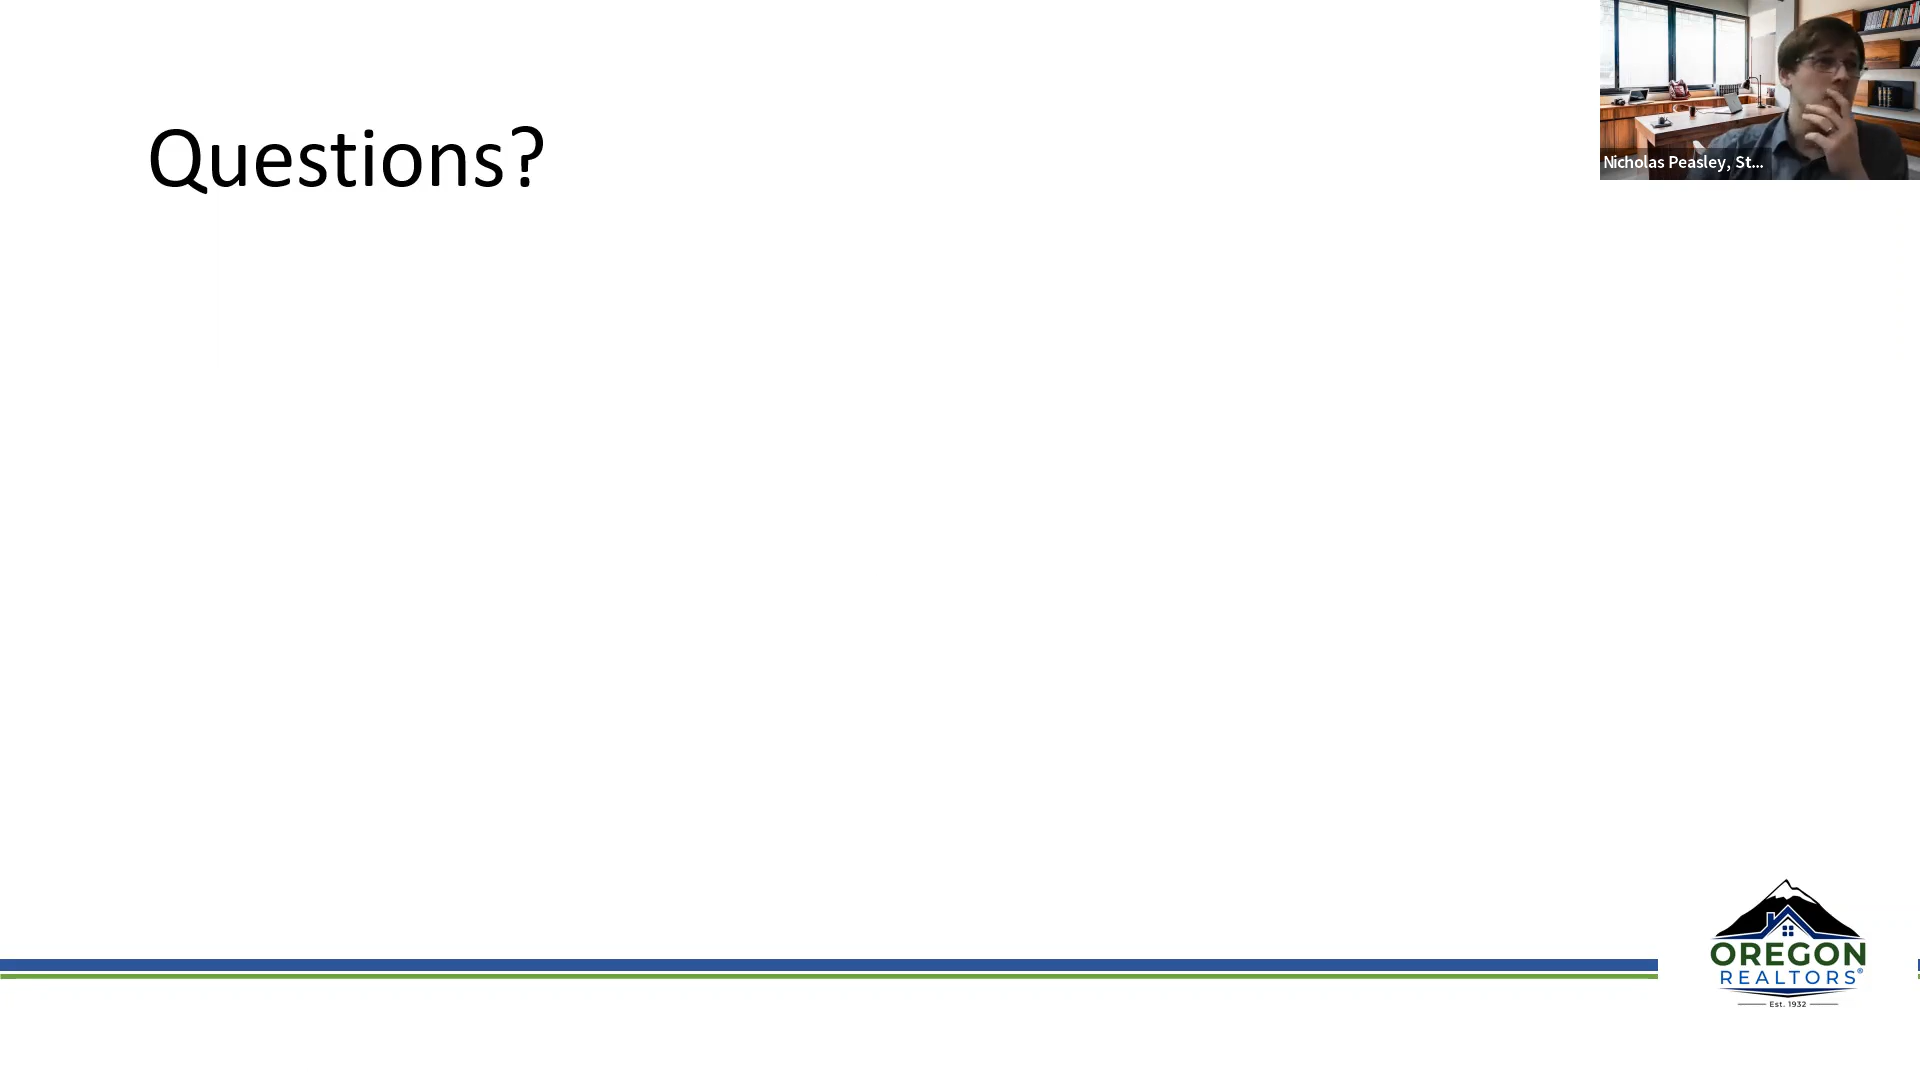 Questions?
Nicholas Peasley, St...
OREGON
REALTORS®
Est. 1932